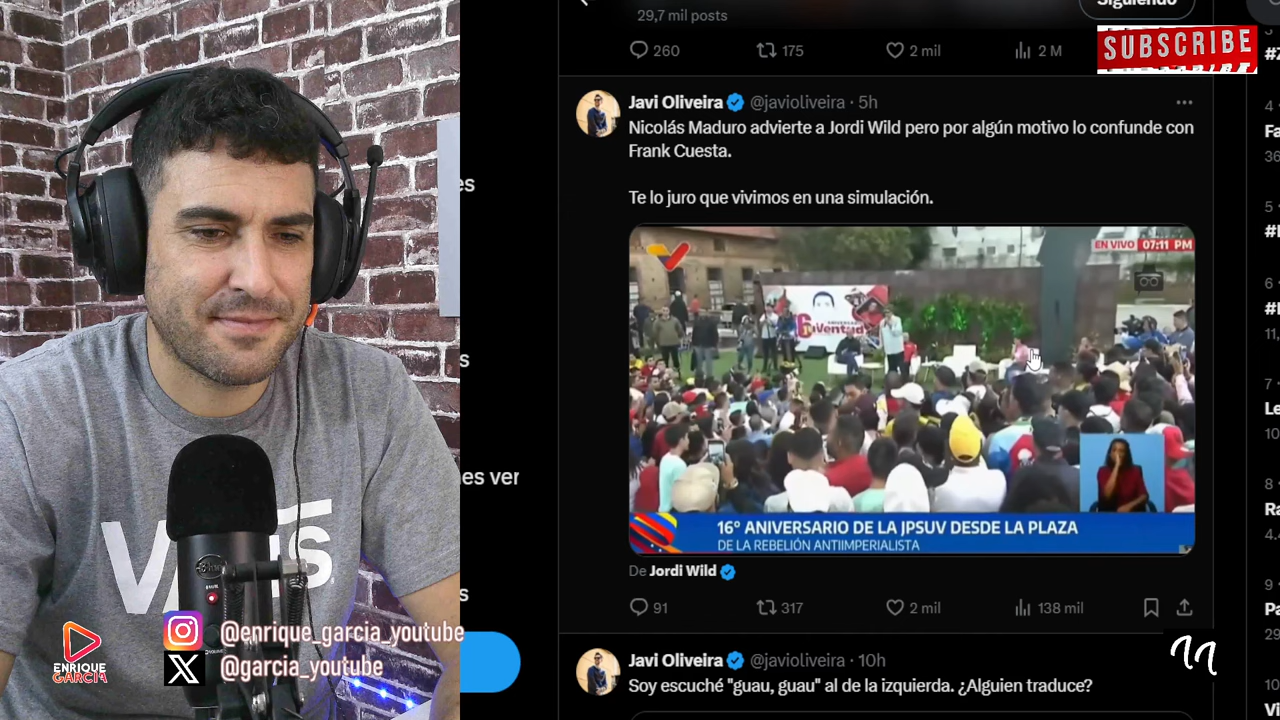 29,7 mil posts
Siguiendo
260 175 2 mil 2 M
SUBSCRIBE
Javi Oliveira @javioliveira · 5h
Nicolás Maduro advierte a Jordi Wild pero por algún motivo lo confunde con
Frank Cuesta.
Te lo juro que vivimos en una simulación.
EN VIVO 07:11 PM
16° ANIVERSARIO DE LA JPSUV DESDE LA PLAZA
DE LA REBELIÓN ANTIIMPERIALISTA
De Jordi Wild
91 317 2 mil 138 mil
Javi Oliveira @javioliveira · 10h
Soy escuché "guau, guau" al de la izquierda. ¿Alguien traduce?
es ver
@enrique_garcia_youtube
@garcia_youtube
ENRIQUE
GARCIA